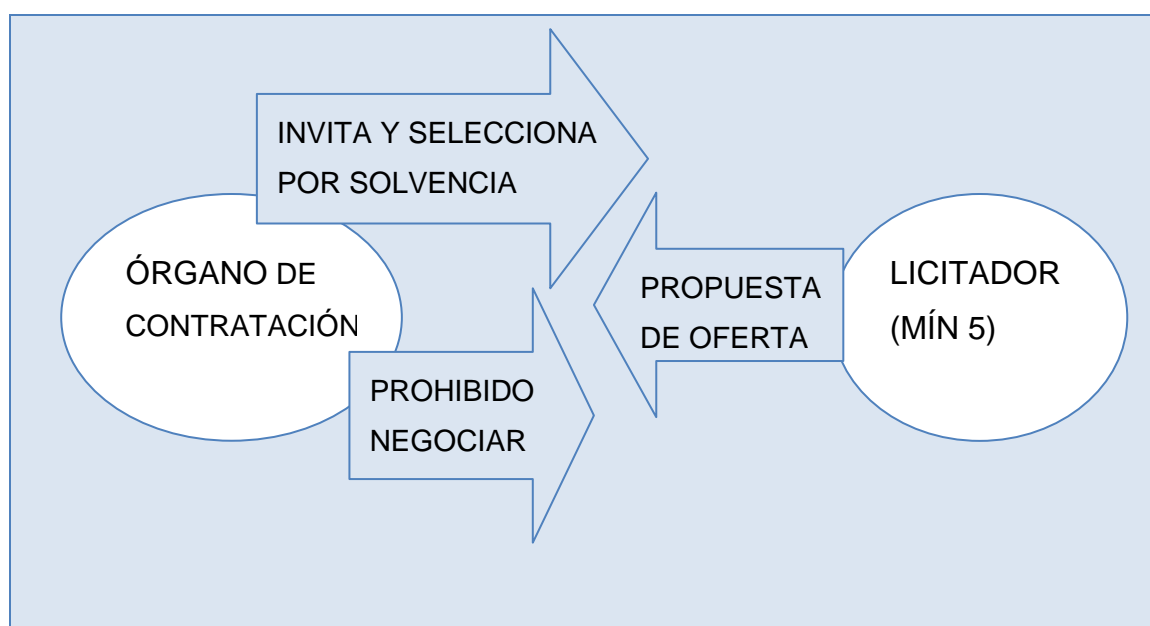 INVITA Y SELECCIONA
POR SOLVENCIA
ÓRGANO DE
CONTRATACIÓN
PROPUESTA
DE OFERTA
LICITADOR
(MÍN 5)
PROHIBIDO
NEGOCIAR